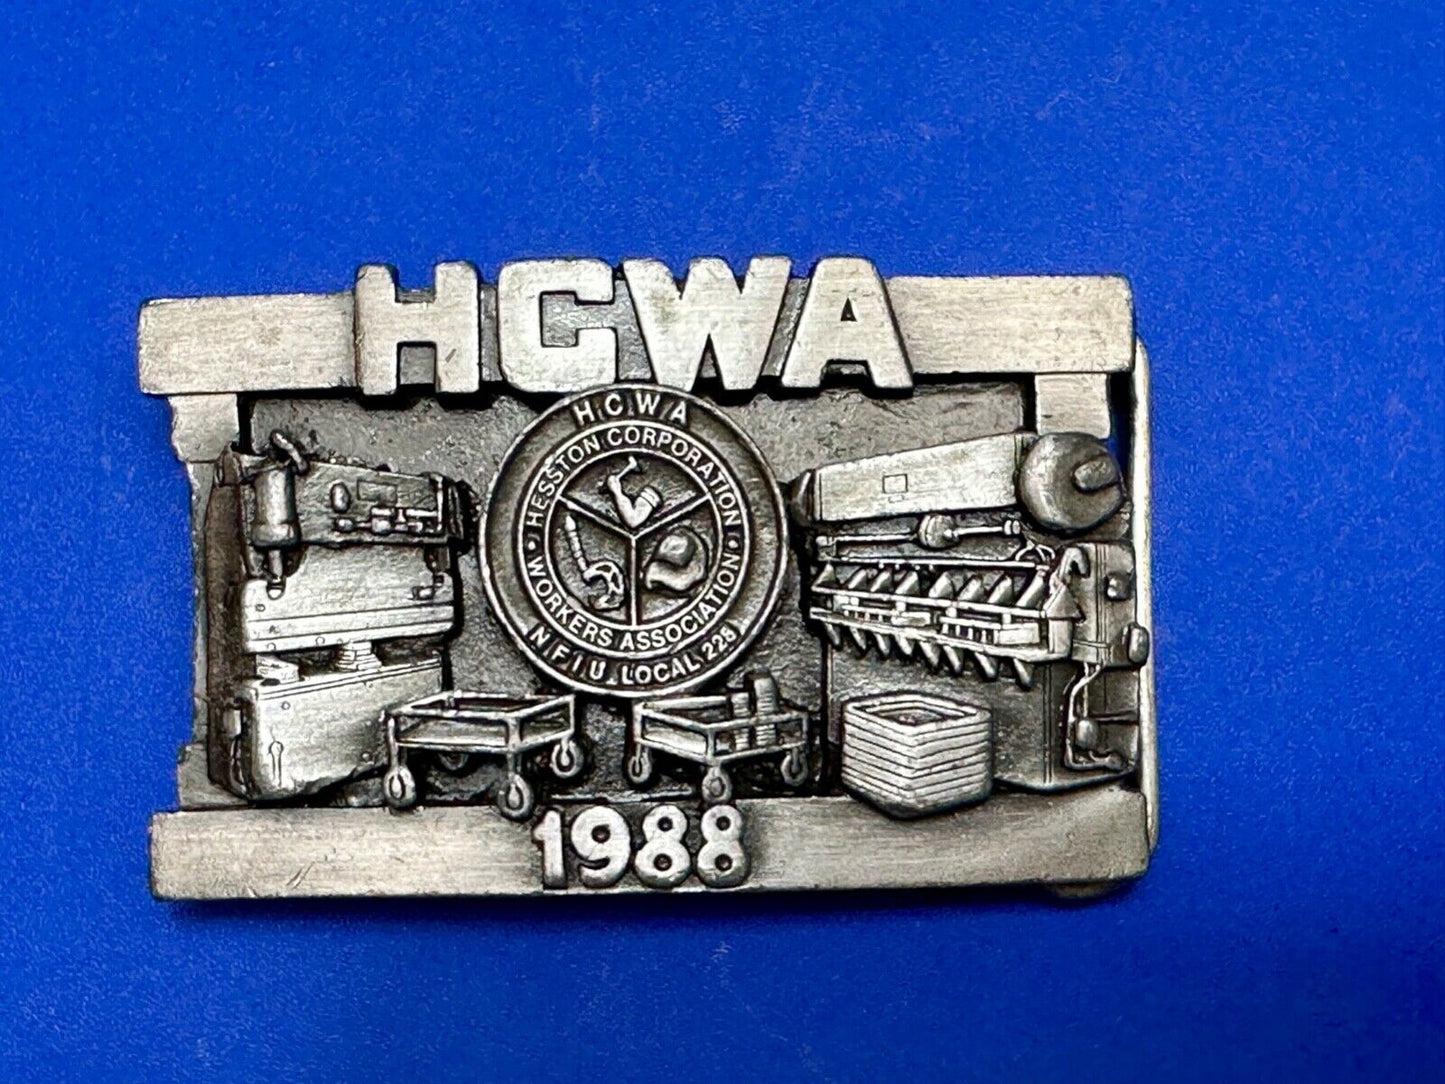 HCWA
HCWA
HESSTON CORPORATION
WORKERS ASSOCIATION
N.F.I.U. LOCAL 228
1988